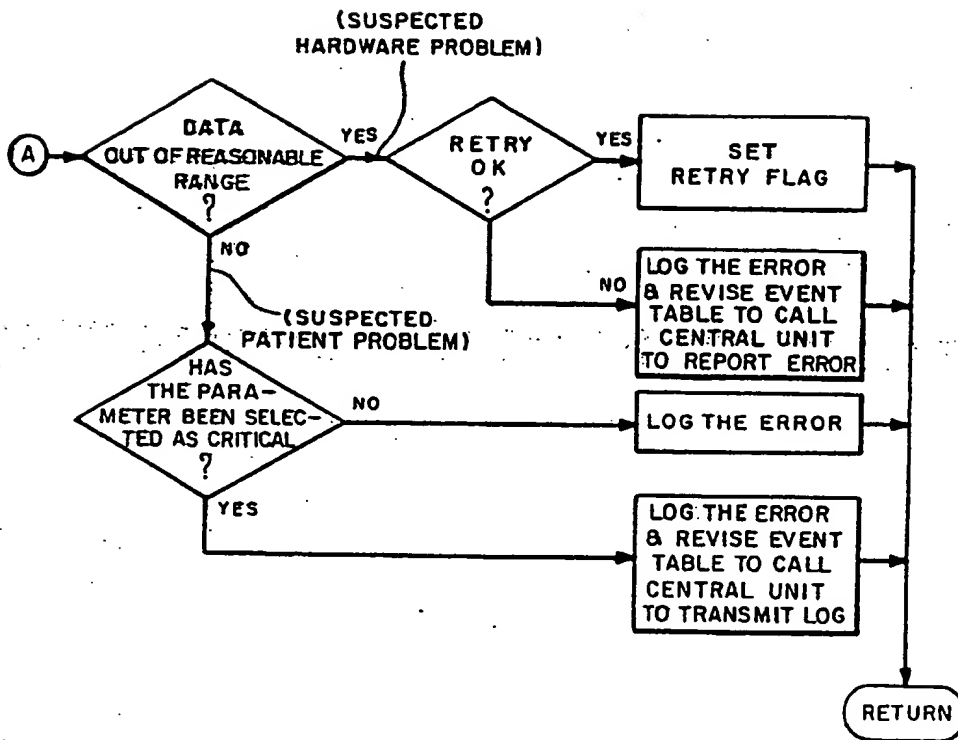 (SUSPECTED
HARDWARE PROBLEM)
A
DATA
OUT OF REASONABLE
RANGE
?
YES
RETRY
OK
?
YES
SET
RETRY FLAG
NO
NO
LOG THE ERROR
& REVISE EVENT
TABLE TO CALL
CENTRAL UNIT
TO REPORT ERROR
(SUSPECTED
PATIENT PROBLEM)
HAS
THE PARA-
METER BEEN SELEC-
TED AS CRITICAL
?
NO
LOG THE ERROR
YES
LOG THE ERROR
& REVISE EVENT
TABLE TO CALL
CENTRAL UNIT
TO TRANSMIT LOG
RETURN